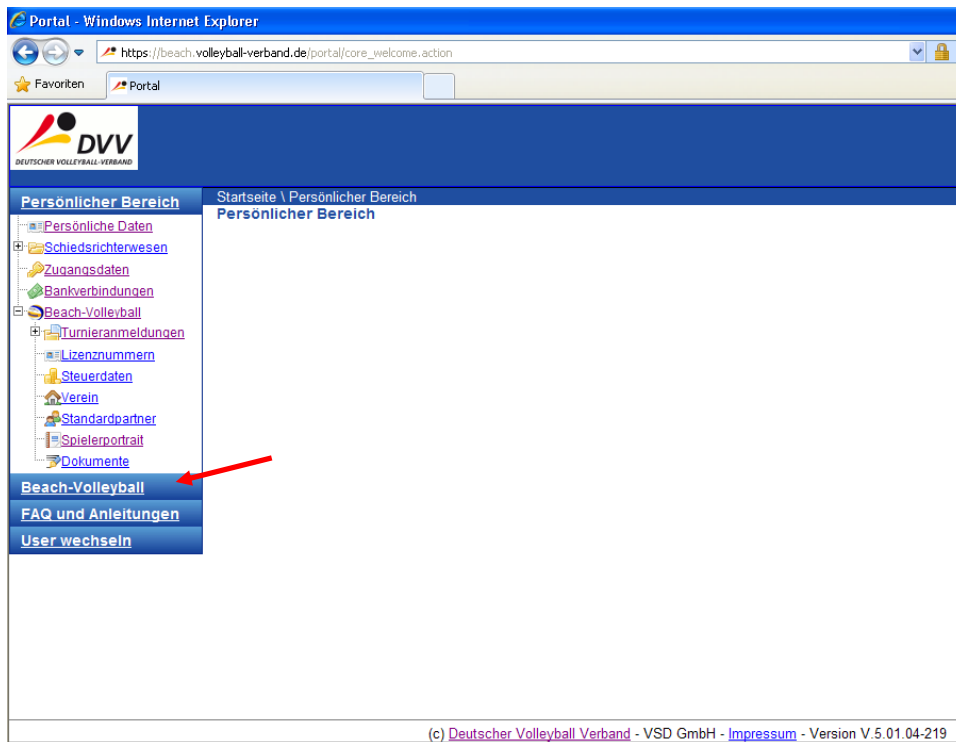 Portal - Windows Internet Explorer
https://beach.volleyball-verband.de/portal/core_welcome.action
Favoriten
Portal
DVV
DEUTSCHER VOLLEYBALL-VERBAND
Startseite \ Persönlicher Bereich
Persönlicher Bereich
Persönlicher Bereich
Persönliche Daten
Schiedsrichterwesen
Zugangsdaten
Bankverbindungen
Beach-Volleyball
Turnieranmeldungen
Lizenznummern
Steuerdaten
Verein
Standardpartner
Spielerportrait
Dokumente
Beach-Volleyball
FAQ und Anleitungen
User wechseln
(c) Deutscher Volleyball Verband - VSD GmbH - Impressum - Version V.5.01.04-219